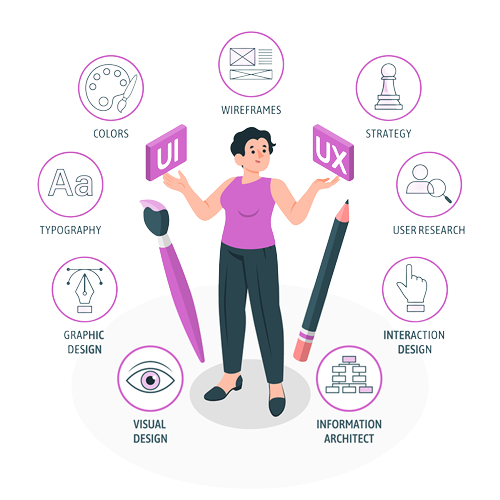 WIREFRAMES
COLORS
STRATEGY
UI
UX
Aa
TYPOGRAPHY
USER RESEARCH
GRAPHIC
DESIGN
INTERACTION
DESIGN
VISUAL
DESIGN
INFORMATION
ARCHITECT